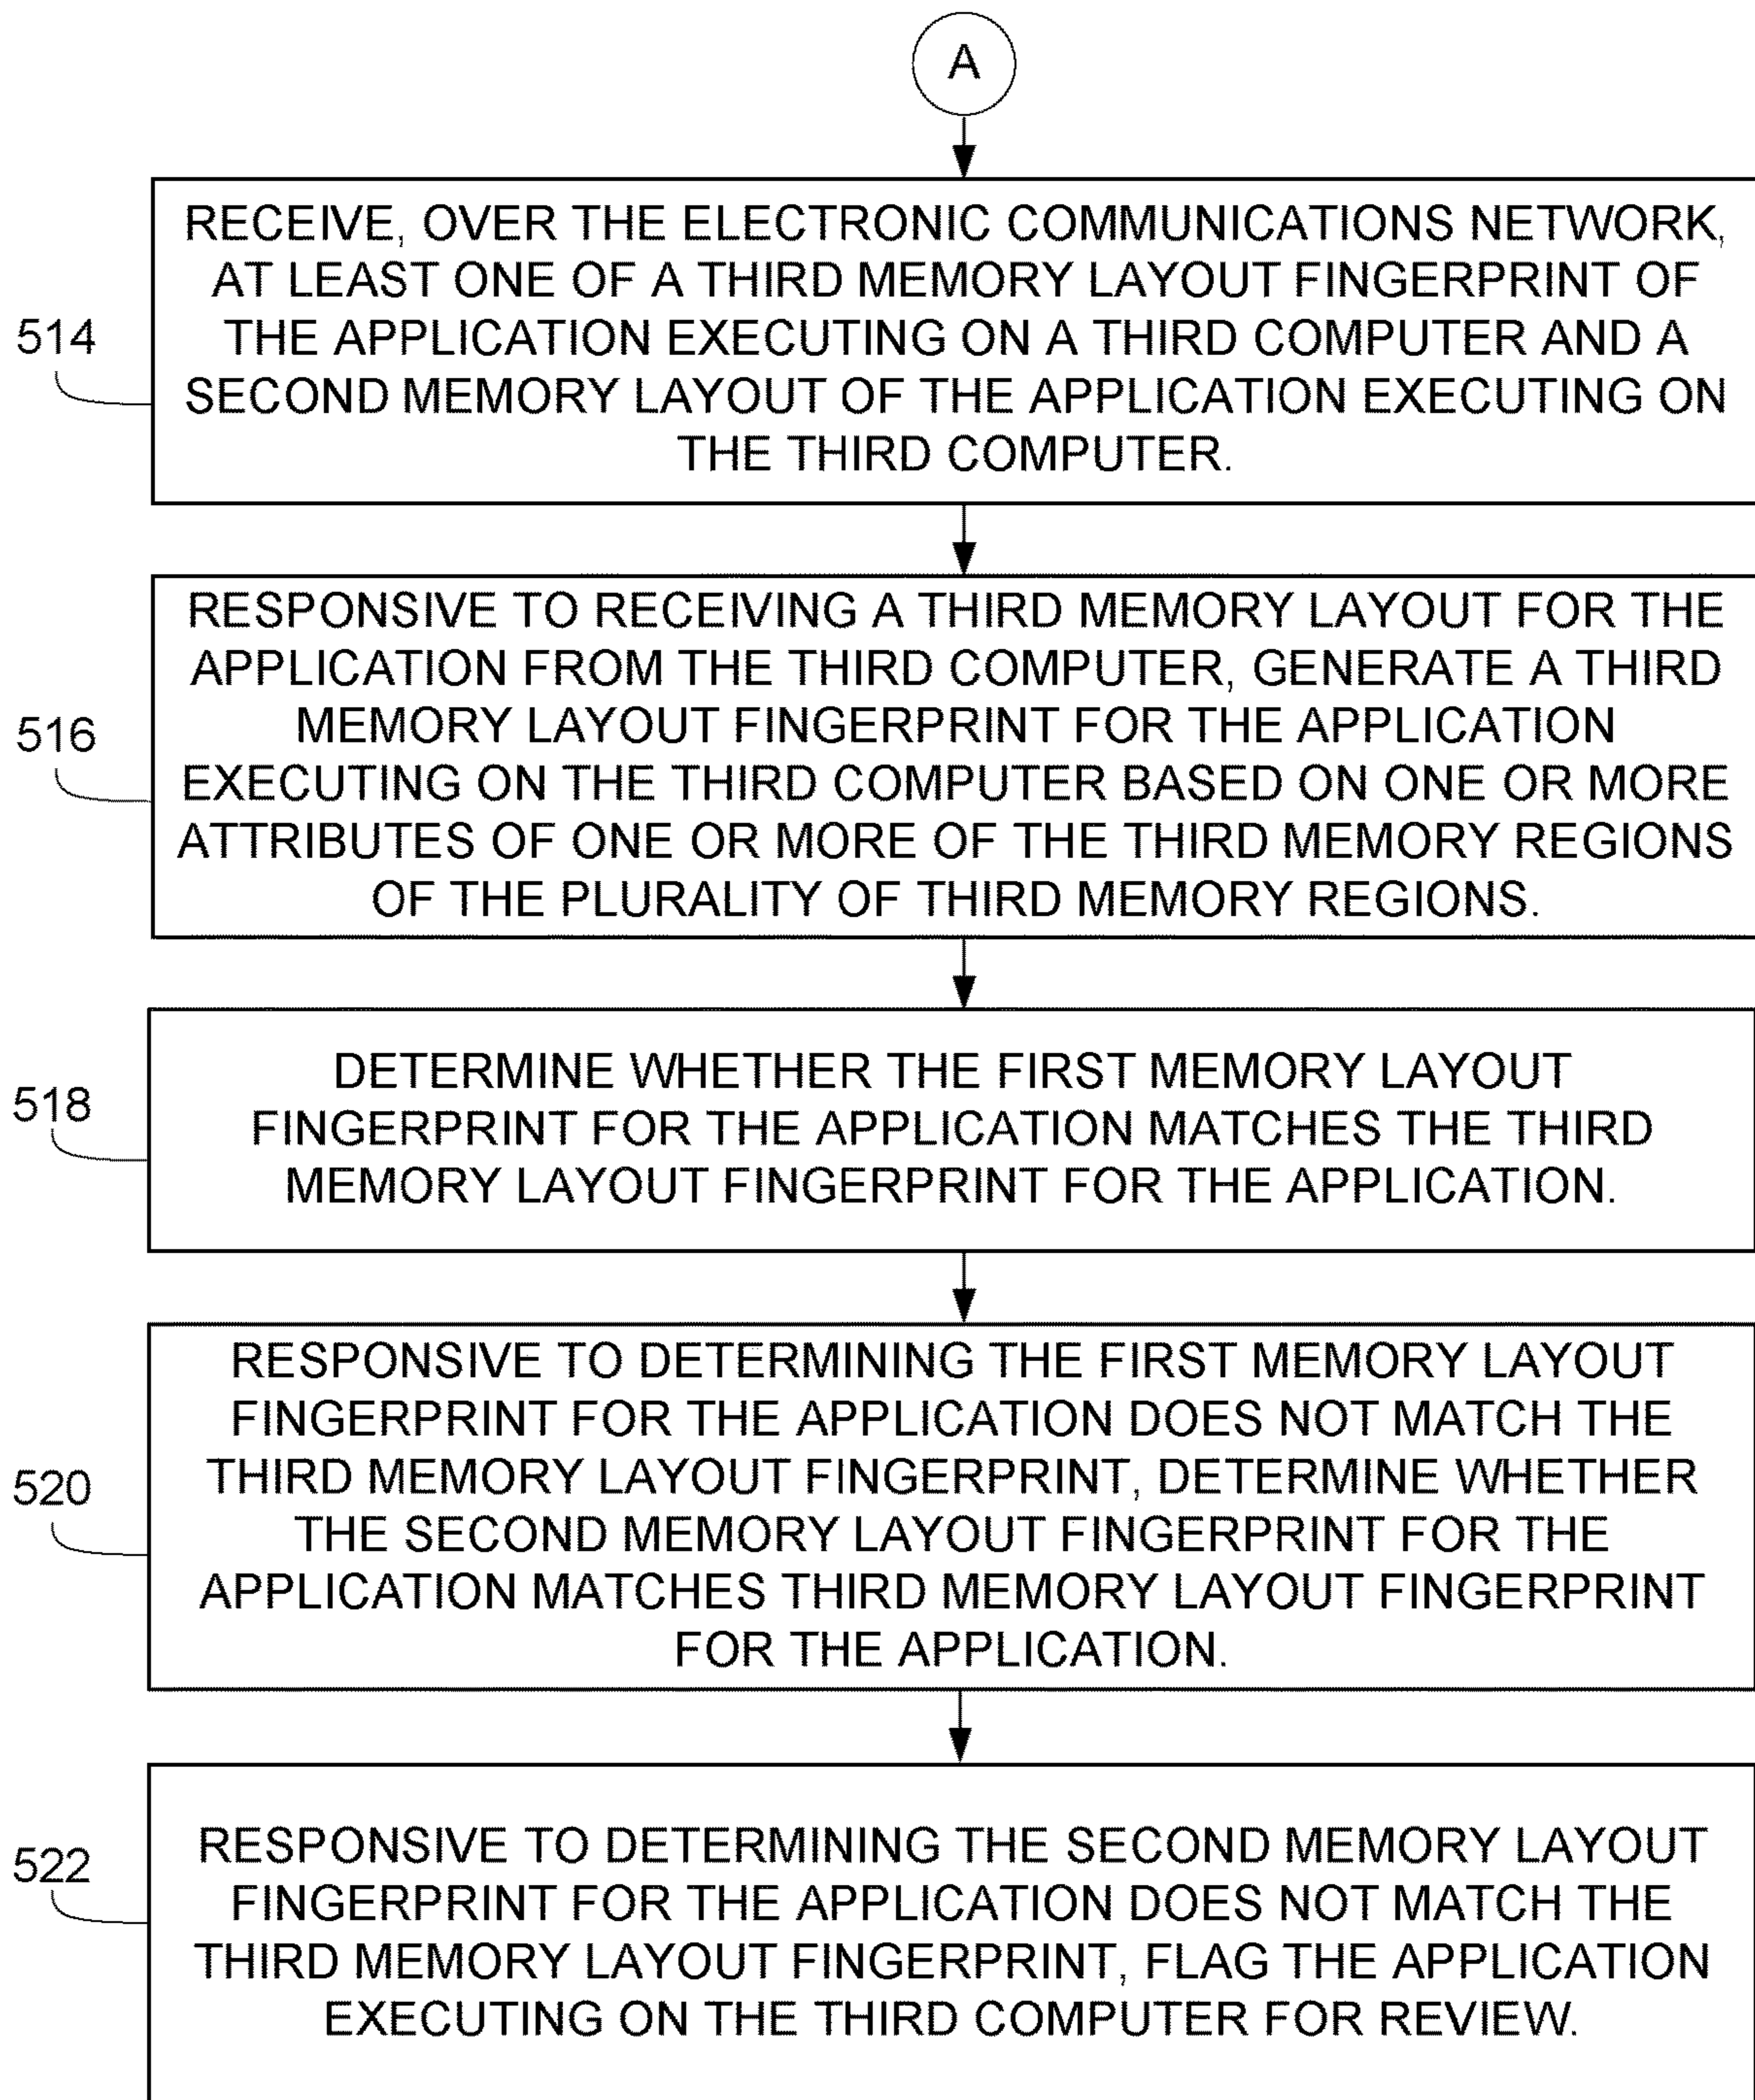 A
RECEIVE, OVER THE ELECTRONIC COMMUNICATIONS NETWORK,
AT LEAST ONE OF A THIRD MEMORY LAYOUT FINGERPRINT OF
THE APPLICATION EXECUTING ON A THIRD COMPUTER AND A
SECOND MEMORY LAYOUT OF THE APPLICATION EXECUTING ON
THE THIRD COMPUTER.
514
RESPONSIVE TO RECEIVING A THIRD MEMORY LAYOUT FOR THE
APPLICATION FROM THE THIRD COMPUTER, GENERATE A THIRD
MEMORY LAYOUT FINGERPRINT FOR THE APPLICATION
EXECUTING ON THE THIRD COMPUTER BASED ON ONE OR MORE
ATTRIBUTES OF ONE OR MORE OF THE THIRD MEMORY REGIONS
OF THE PLURALITY OF THIRD MEMORY REGIONS.
516
DETERMINE WHETHER THE FIRST MEMORY LAYOUT
FINGERPRINT FOR THE APPLICATION MATCHES THE THIRD
MEMORY LAYOUT FINGERPRINT FOR THE APPLICATION.
518
RESPONSIVE TO DETERMINING THE FIRST MEMORY LAYOUT
FINGERPRINT FOR THE APPLICATION DOES NOT MATCH THE
THIRD MEMORY LAYOUT FINGERPRINT, DETERMINE WHETHER
THE SECOND MEMORY LAYOUT FINGERPRINT FOR THE
APPLICATION MATCHES THIRD MEMORY LAYOUT FINGERPRINT
FOR THE APPLICATION.
520
RESPONSIVE TO DETERMINING THE SECOND MEMORY LAYOUT
FINGERPRINT FOR THE APPLICATION DOES NOT MATCH THE
THIRD MEMORY LAYOUT FINGERPRINT, FLAG THE APPLICATION
EXECUTING ON THE THIRD COMPUTER FOR REVIEW.
522